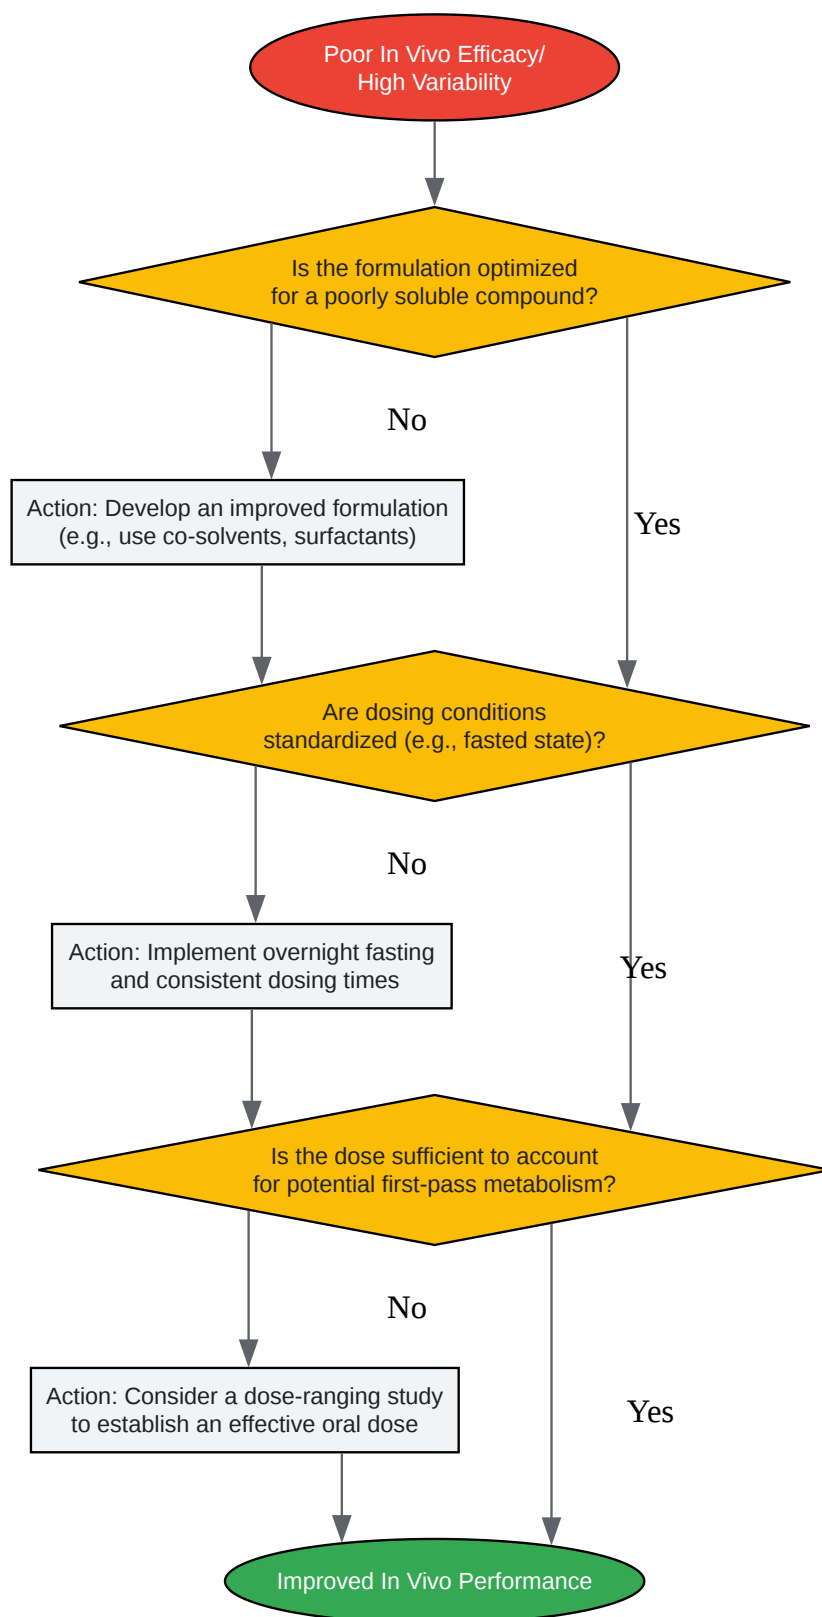 Poor In Vivo Efficacy/
High Variability
Is the formulation optimized
for a poorly soluble compound?
No
Action: Develop an improved formulation
(e.g., use co-solvents, surfactants)
Yes
Are dosing conditions
standardized (e.g., fasted state)?
No
Action: Implement overnight fasting
and consistent dosing times
Yes
Is the dose sufficient to account
for potential first-pass metabolism?
No
Action: Consider a dose-ranging study
to establish an effective oral dose
Yes
Improved In Vivo Performance